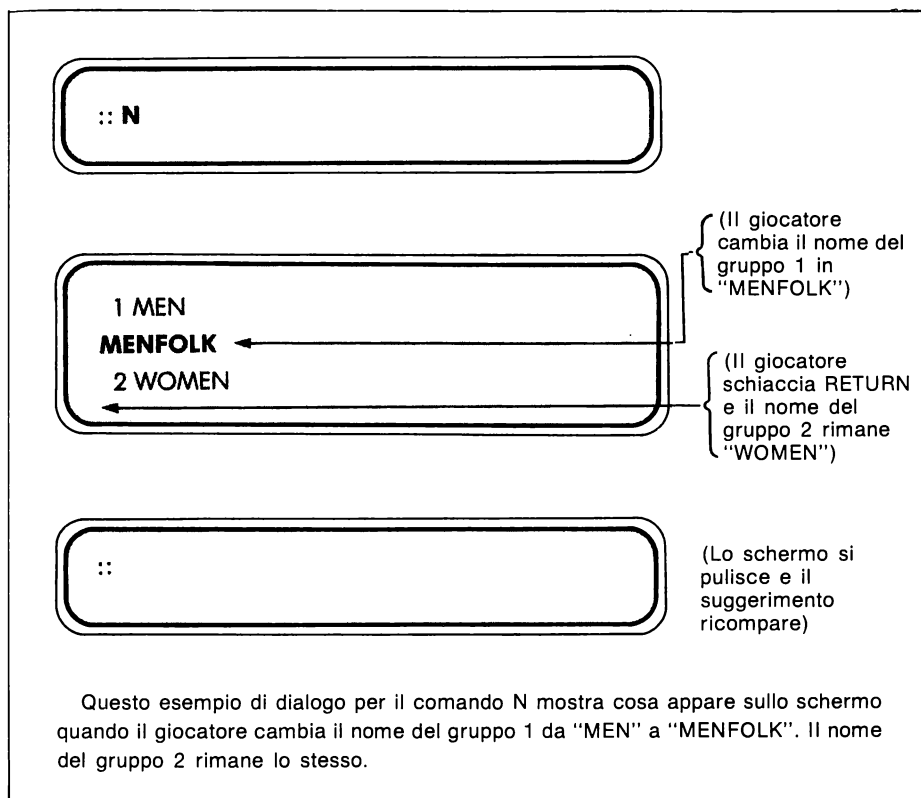 :: N
1 MEN
MENFOLK
2 WOMEN
(Il giocatore
cambia il nome del
gruppo 1 in
“MENFOLK”)
(Il giocatore
schiaccia RETURN
e il nome del
gruppo 2 rimane
“WOMEN”)
::
(Lo schermo si
pulisce e il
suggerimento
ricompare)
Questo esempio di dialogo per il comando N mostra cosa appare sullo schermo
quando il giocatore cambia il nome del gruppo 1 da “MEN” a “MENFOLK”. Il nome
del gruppo 2 rimane lo stesso.